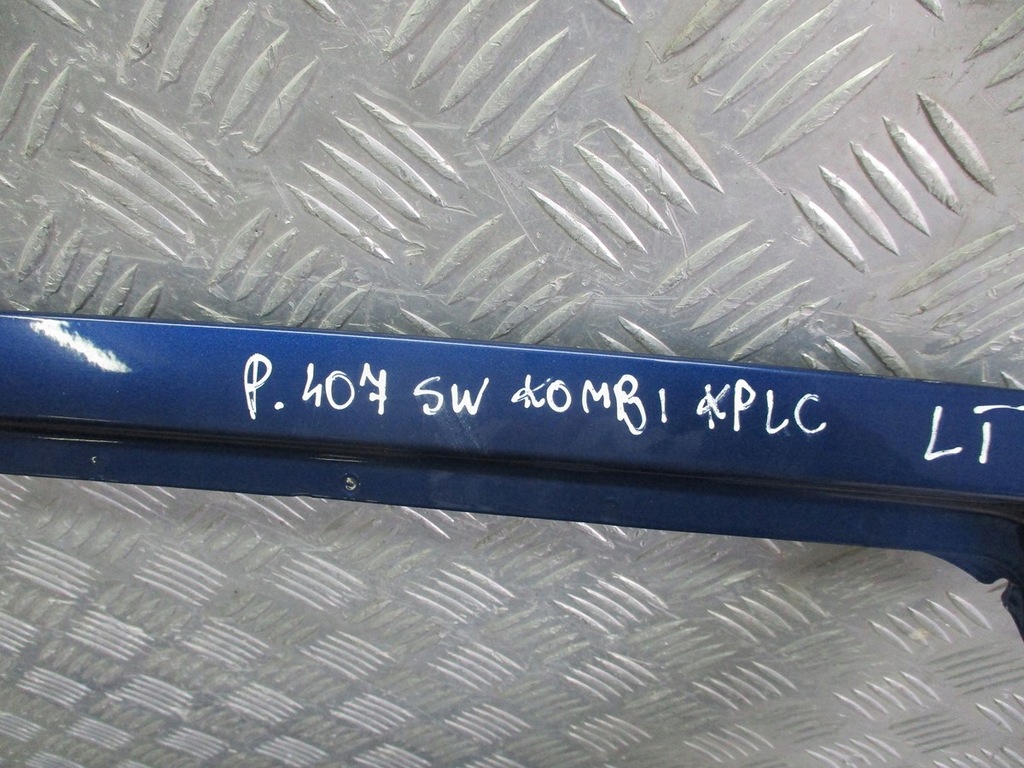 P. 407 SW KOMBI KPLC LT